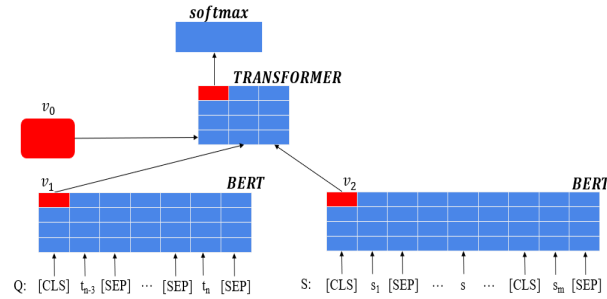 softmax
TRANSFORMER
v₀
v₁
BERT
v₂
BERT
Q: [CLS] tₙ₋₃ [SEP] ⋯ [SEP] tₙ [SEP]
S: [CLS] s₁ [SEP] ⋯ s ⋯ [CLS] sₘ [SEP]